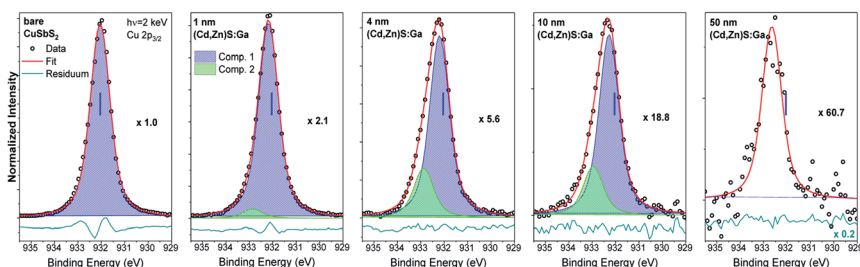 bare
CuSbS2
hν=2 keV
Cu 2p3/2
Data
Fit
Residuum
x 1.0
1 nm
(Cd,Zn)S:Ga
Comp. 1
Comp. 2
x 2.1
4 nm
(Cd,Zn)S:Ga
x 5.6
10 nm
(Cd,Zn)S:Ga
x 18.8
50 nm
(Cd,Zn)S:Ga
x 60.7
x 0.2
Normalized Intensity
935 934 933 932 931 930 929
935 934 933 932 931 930 929
935 934 933 932 931 930 929
935 934 933 932 931 930 929
935 934 933 932 931 930 929
Binding Energy (eV)
Binding Energy (eV)
Binding Energy (eV)
Binding Energy (eV)
Binding Energy (eV)